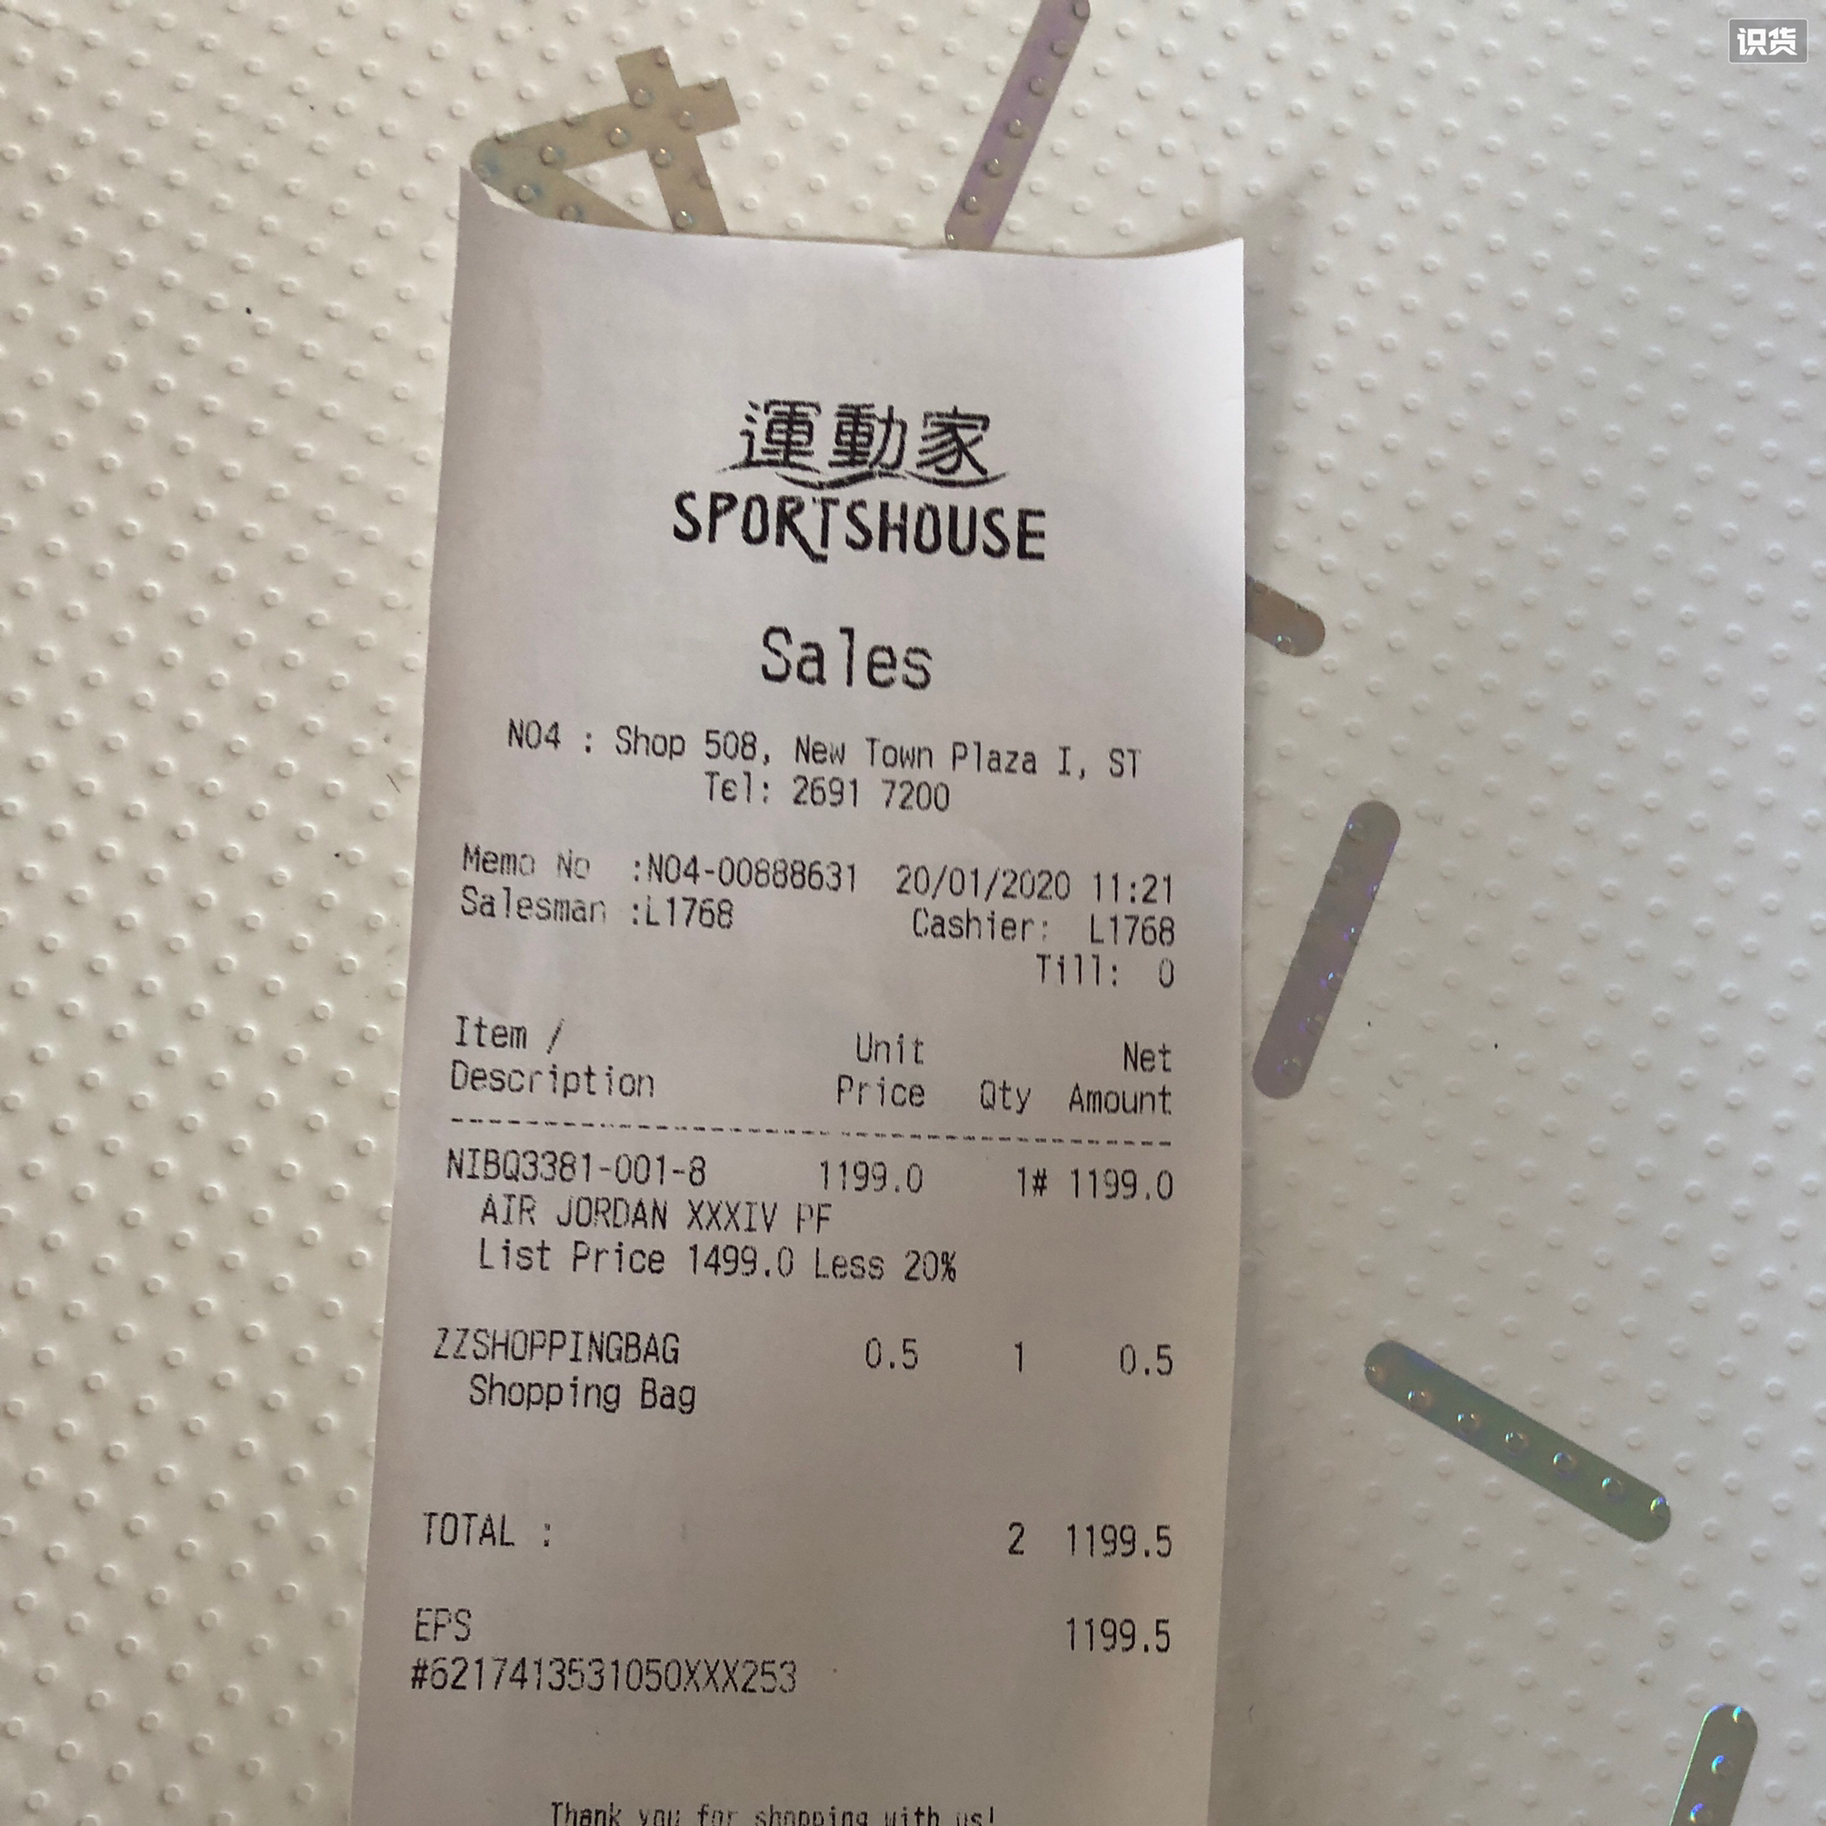 识货
運動家
SPORTSHOUSE
Sales
N04 : Shop 508, New Town Plaza I, ST
Tel: 2691 7200
Memo No :N04-00888631 20/01/2020 11:21
Salesman :L1768 Cashier: L1768
Till: 0
Item / Unit Net
Description Price Qty Amount
NIBQ3381-001-8 1199.0 1# 1199.0
AIR JORDAN XXXIV PF
List Price 1499.0 Less 20%
ZZSHOPPINGBAG 0.5 1 0.5
Shopping Bag
TOTAL : 2 1199.5
EPS 1199.5
#6217413531050XXX253
Thank you for shopping with us!